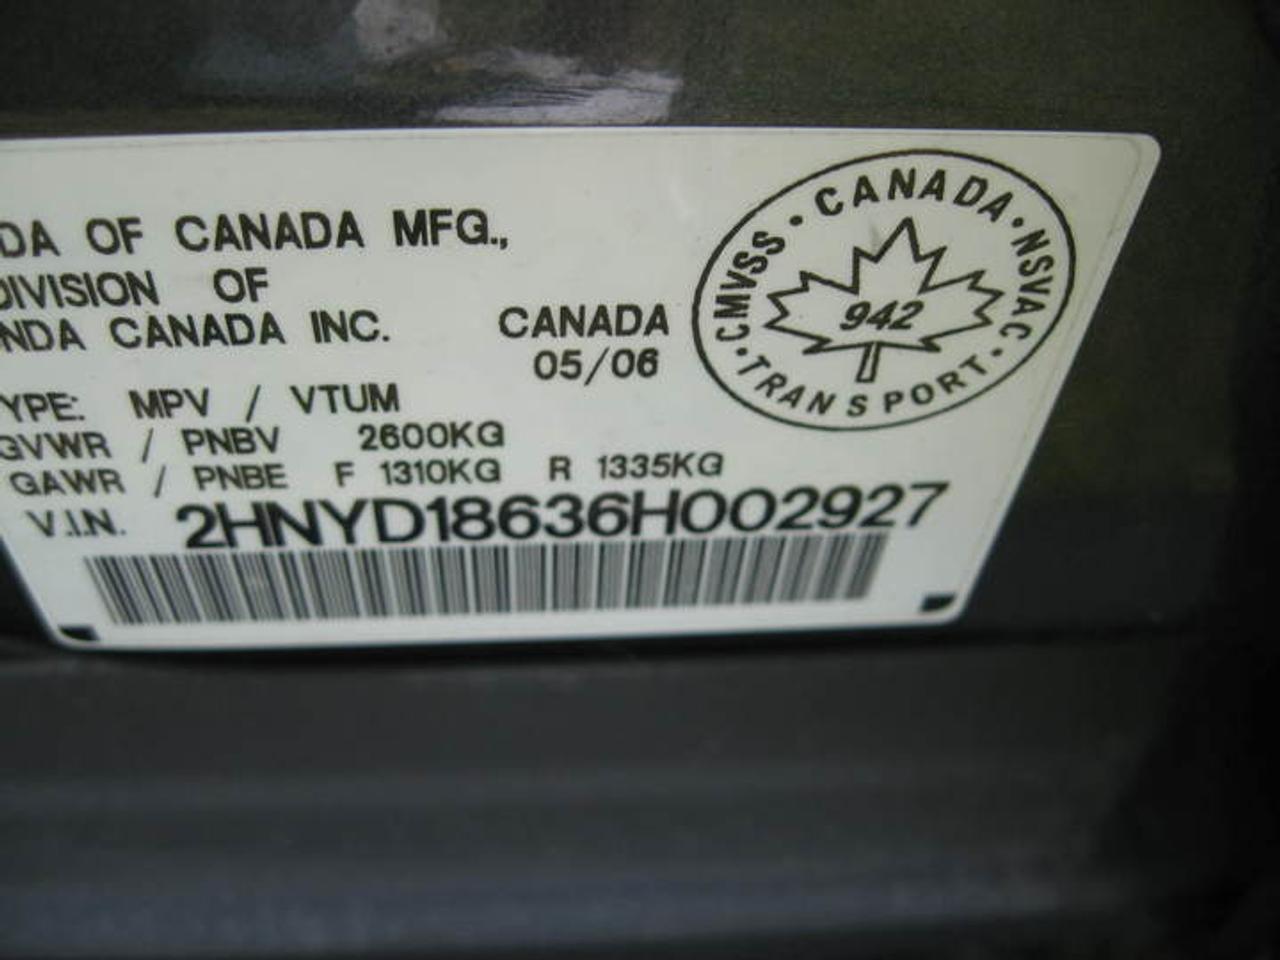 DA OF CANADA MFG.,
DIVISION OF
NDA CANADA INC.
CANADA
05/06
YPE: MPV / VTUM
GVWR / PNBV 2600KG
GAWR / PNBE F 1310KG R 1335KG
V.I.N. 2HNYD18636H002927
CMVSS · CANADA · NSVAC · TRANSPORT ·
942